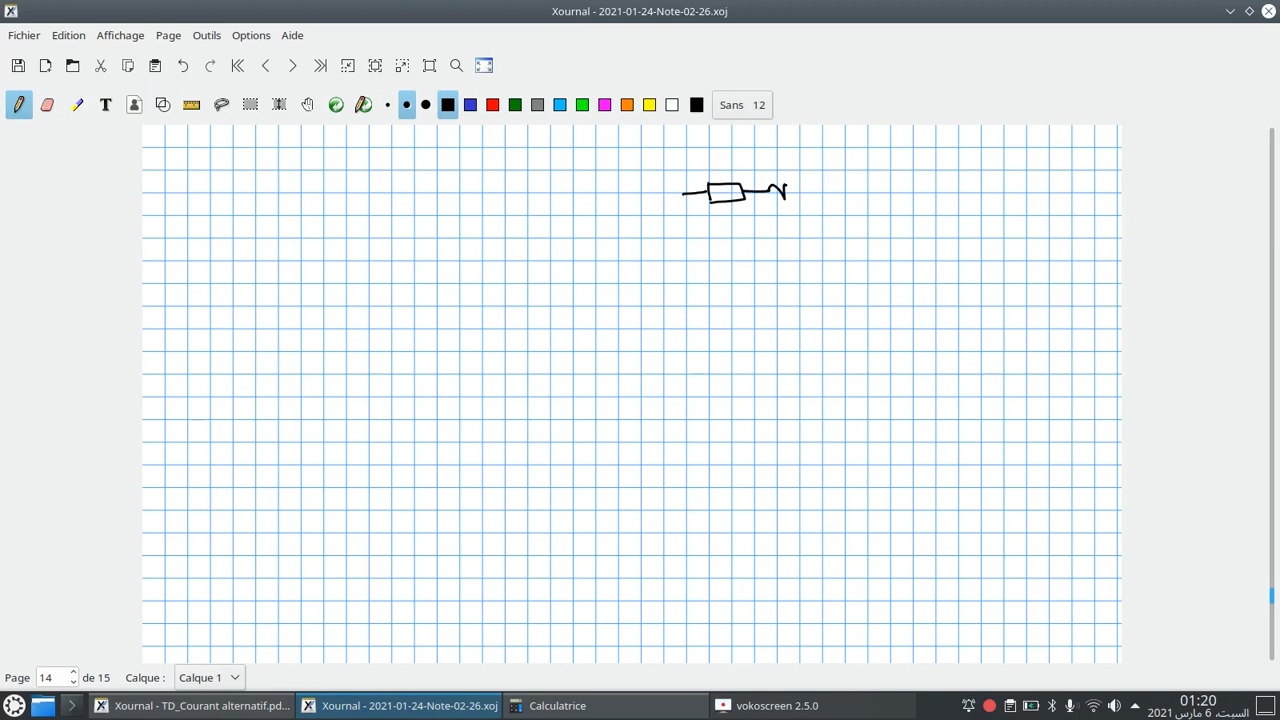 Xournal - 2021-01-24-Note-02-26.xoj
Fichier Edition Affichage Page Outils Options Aide
T Sans 12
Page 14 de 15 Calque : Calque 1
Xournal - TD_Courant alternatif.pd... Xournal - 2021-01-24-Note-02-26.xoj Calculatrice vokoscreen 2.5.0
01:20
السبت، 6 مارس 2021